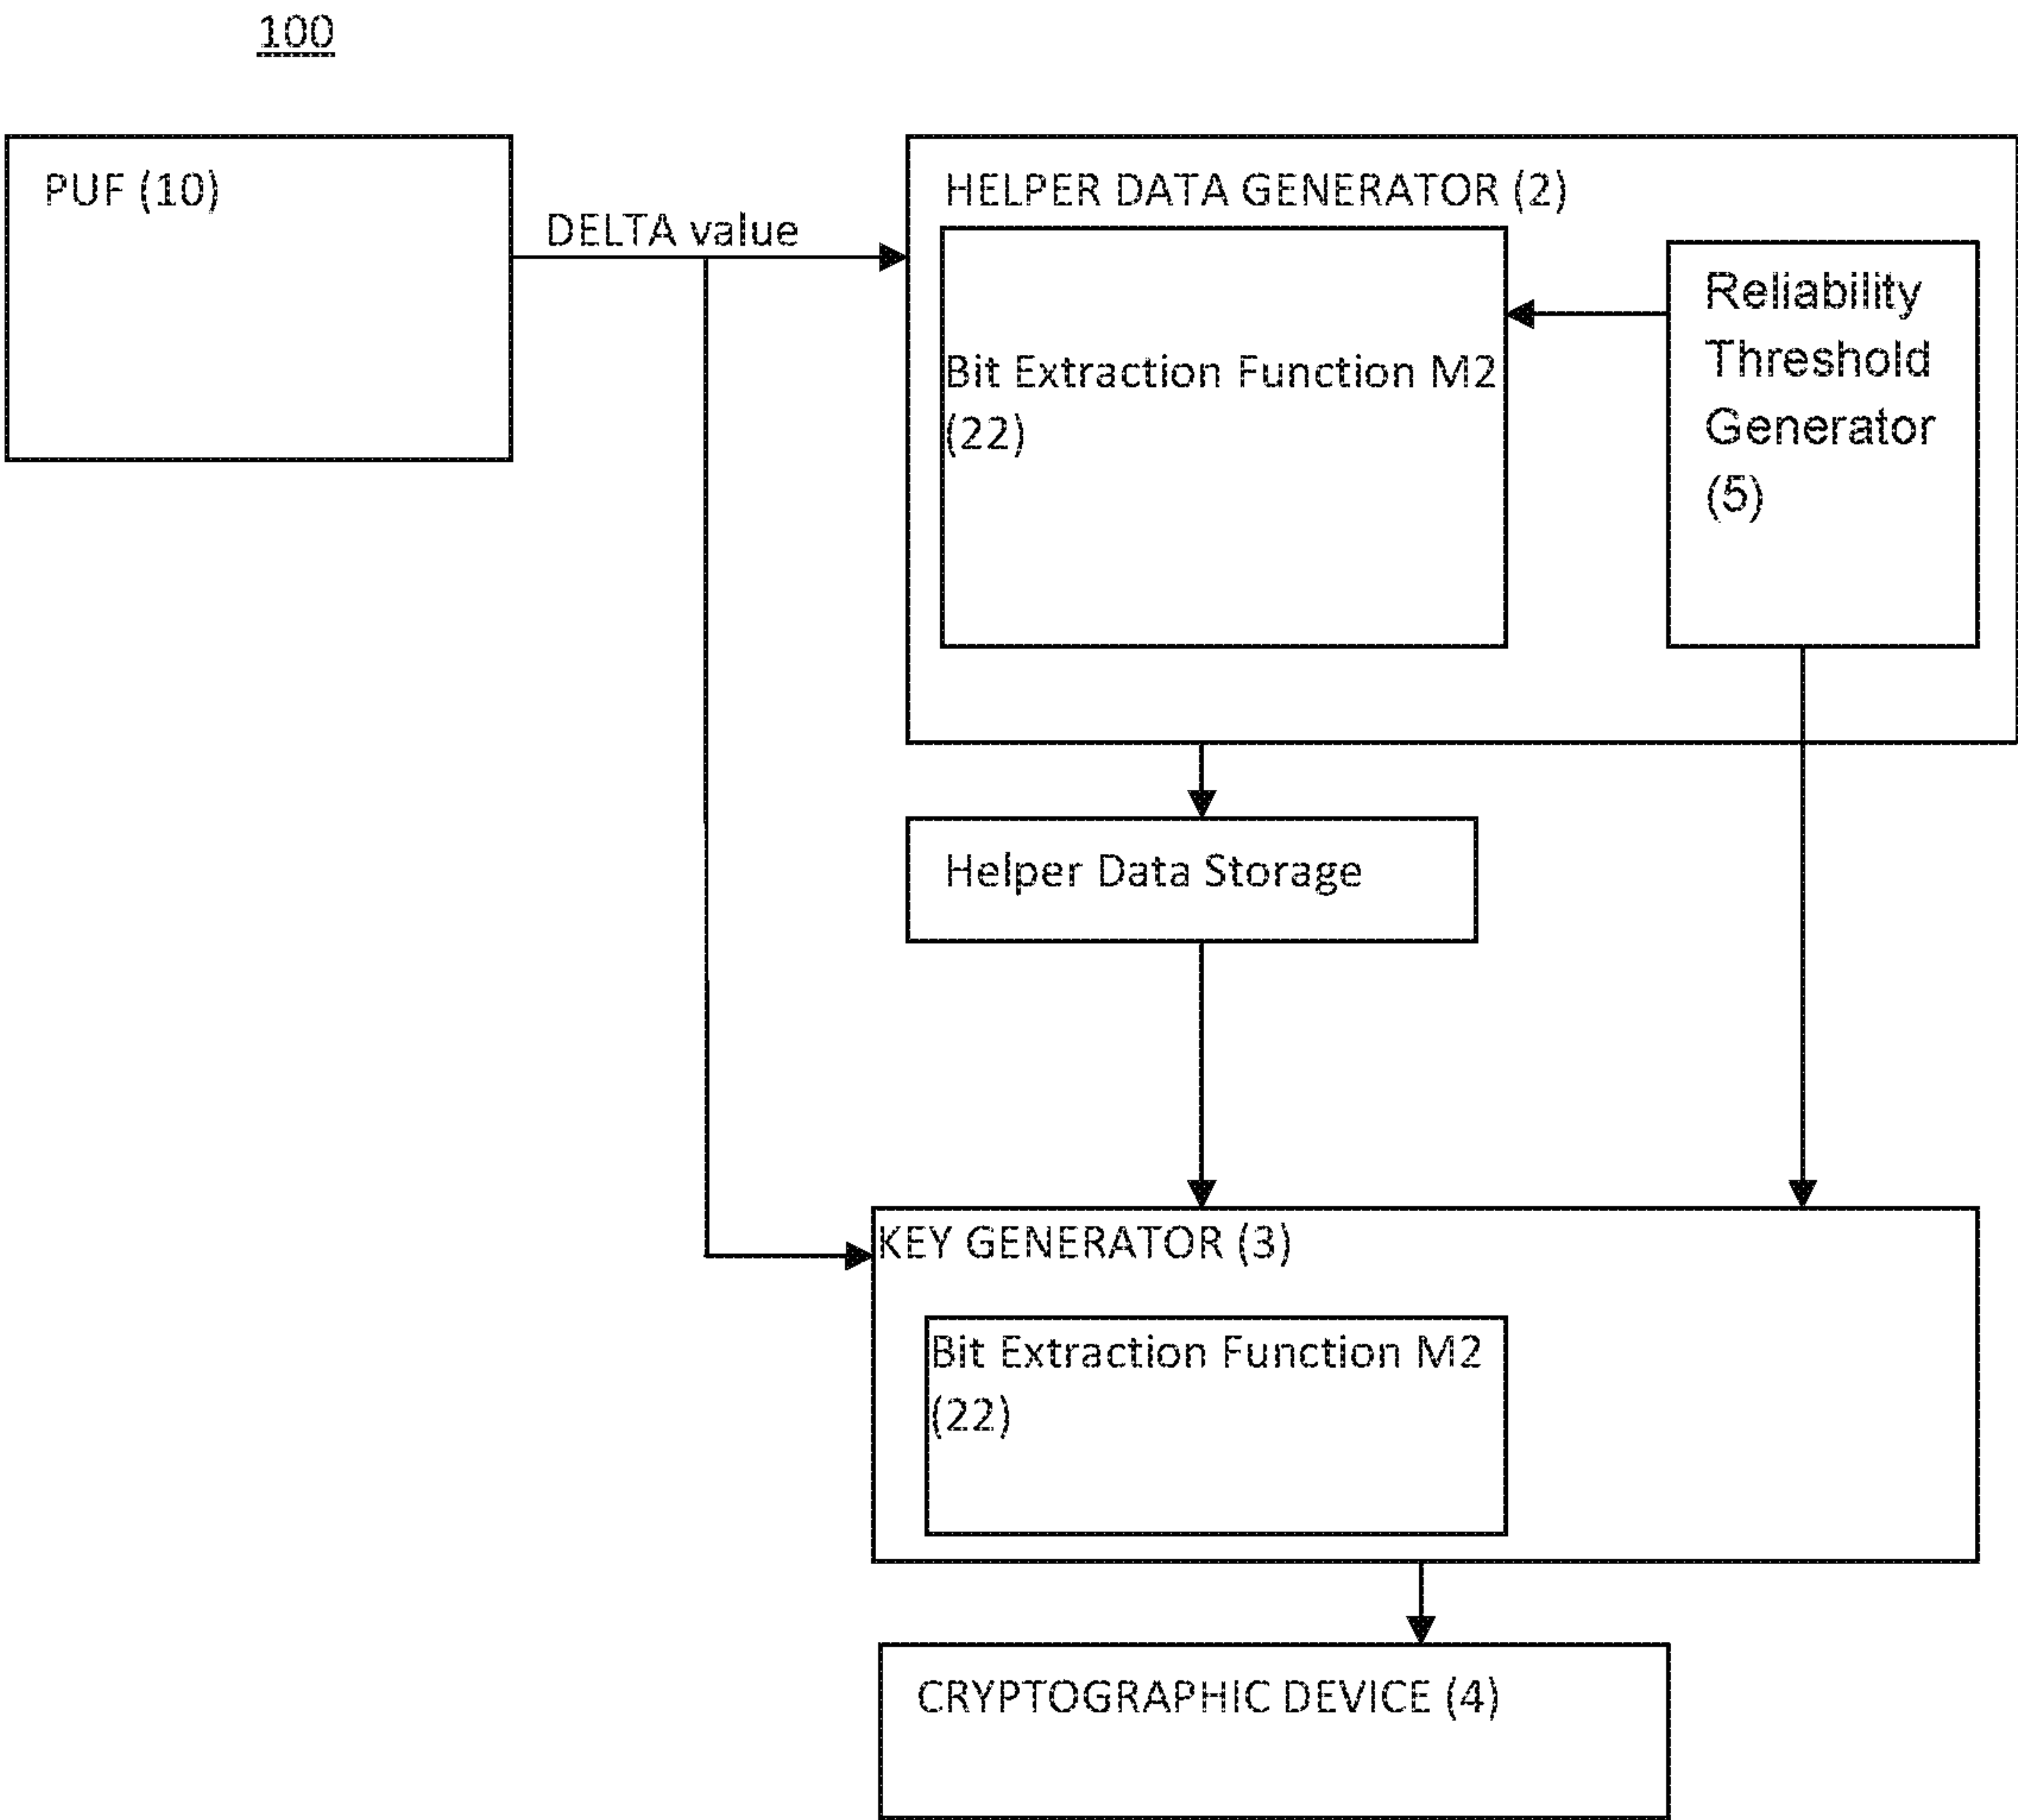 100
PUF (10)
DELTA value
HELPER DATA GENERATOR (2)
Bit Extraction Function M2
(22)
Reliability
Threshold
Generator
(5)
Helper Data Storage
KEY GENERATOR (3)
Bit Extraction Function M2
(22)
CRYPTOGRAPHIC DEVICE (4)